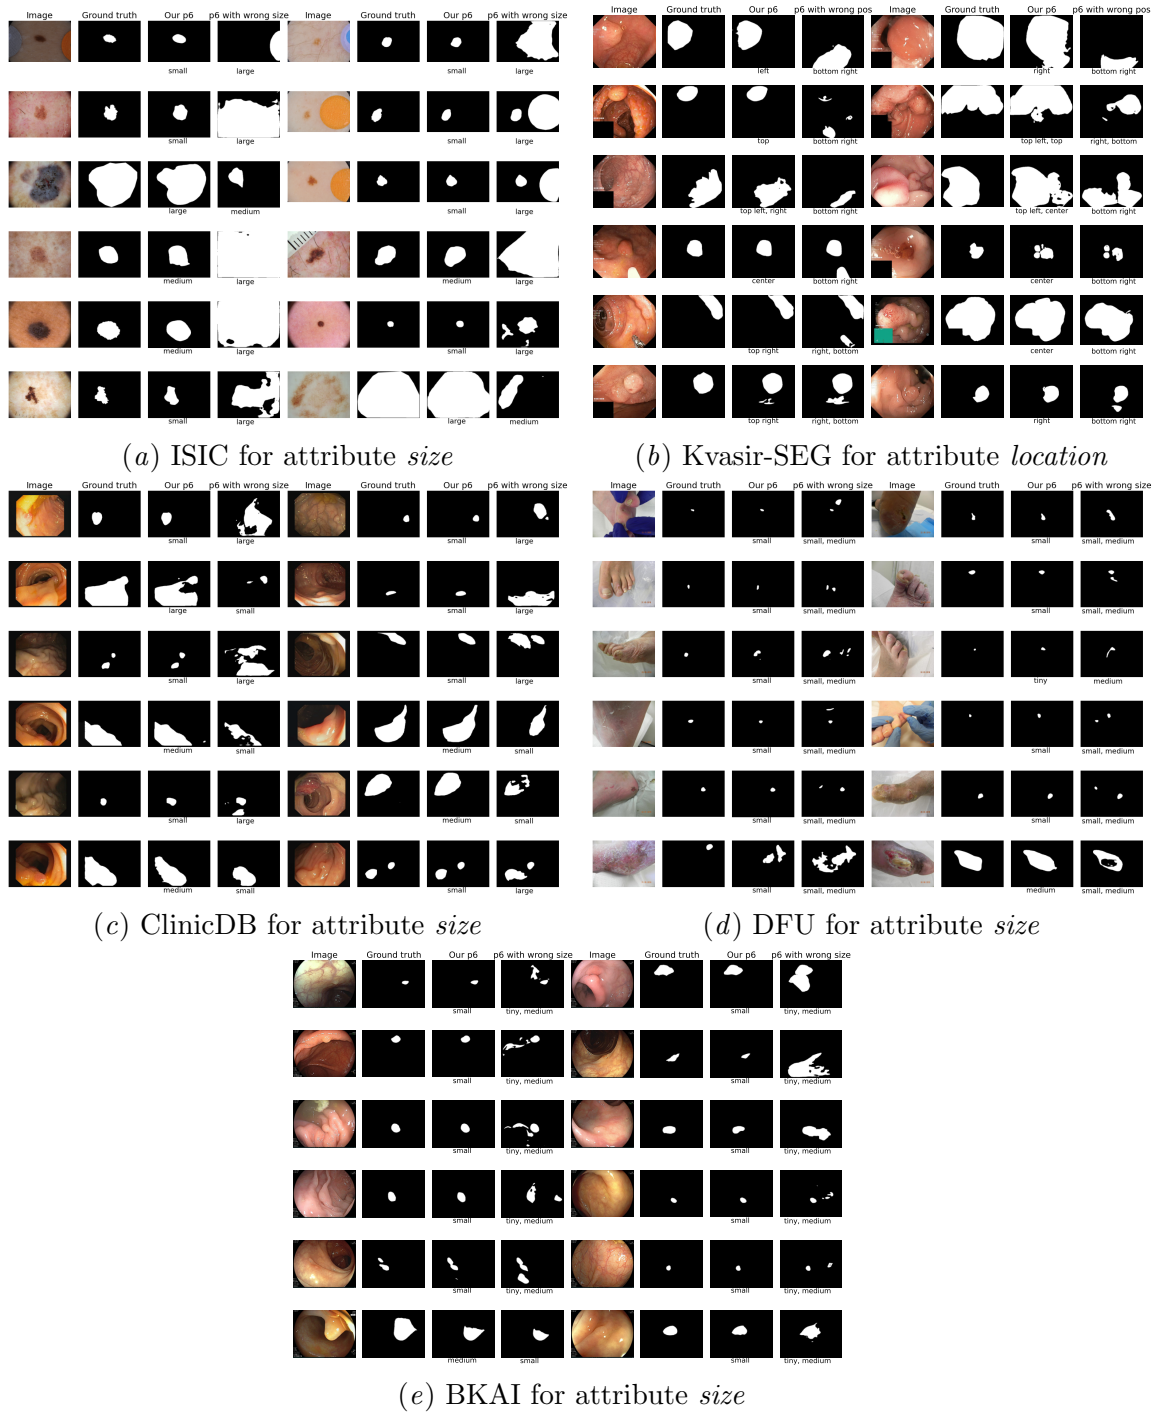 Image Ground truth Our p6 p6 with wrong size Image Ground truth Our p6 p6 with wrong size
small large small large
small large small large
large medium small large
medium large medium large
medium large small large
small large large medium
(a) ISIC for attribute size
Image Ground truth Our p6 p6 with wrong pos Image Ground truth Our p6 p6 with wrong pos
left bottom right right bottom right
top bottom right top left, top right, bottom
top left, right bottom right top left, center bottom right
center bottom right center bottom right
top right right, bottom center bottom right
top right right, bottom right bottom right
(b) Kvasir-SEG for attribute location
Image Ground truth Our p6 p6 with wrong size Image Ground truth Our p6 p6 with wrong size
small large small large
large small small large
small large small large
medium small medium small
small large medium small
medium small small large
(c) ClinicDB for attribute size
Image Ground truth Our p6 p6 with wrong size Image Ground truth Our p6 p6 with wrong size
small small, medium small small, medium
small small, medium small small, medium
small small, medium tiny medium
small small, medium small small, medium
small small, medium small small, medium
small small, medium medium small, medium
(d) DFU for attribute size
Image Ground truth Our p6 p6 with wrong size Image Ground truth Our p6 p6 with wrong size
small tiny, medium small tiny, medium
small tiny, medium small tiny, medium
small tiny, medium small tiny, medium
small tiny, medium small tiny, medium
small tiny, medium small tiny, medium
medium small small tiny, medium
(e) BKAI for attribute size